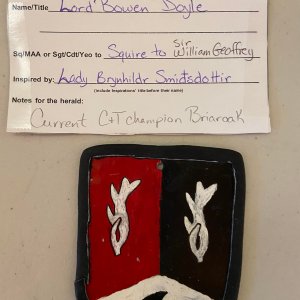 Name/Title Lord Bowen Doyle
Sq/MAA or Sgt/Cdt/Yeo to Squire to Sir William Geoffrey
Inspired by: Lady Brynhildr Smidsdottir
(include Inspirations' title before their name)
Notes for the herald:
Current C+T champion Briaroak